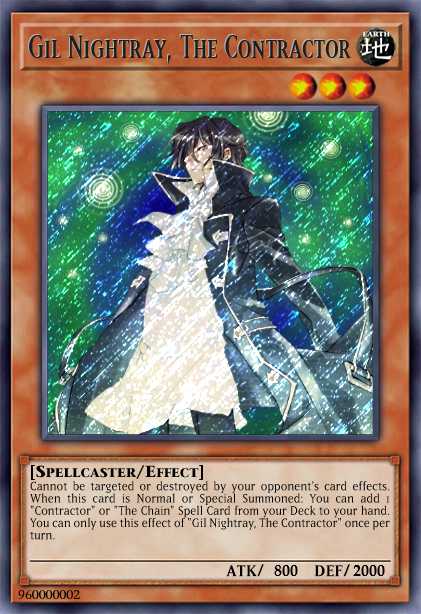 Gil Nightray, The Contractor
EARTH
地
[Spellcaster/Effect]
Cannot be targeted or destroyed by your opponent's card effects.
When this card is Normal or Special Summoned: You can add 1
"Contractor" or "The Chain" Spell Card from your Deck to your hand.
You can only use this effect of "Gil Nightray, The Contractor" once per
turn.
ATK/ 800 DEF/2000
960000002